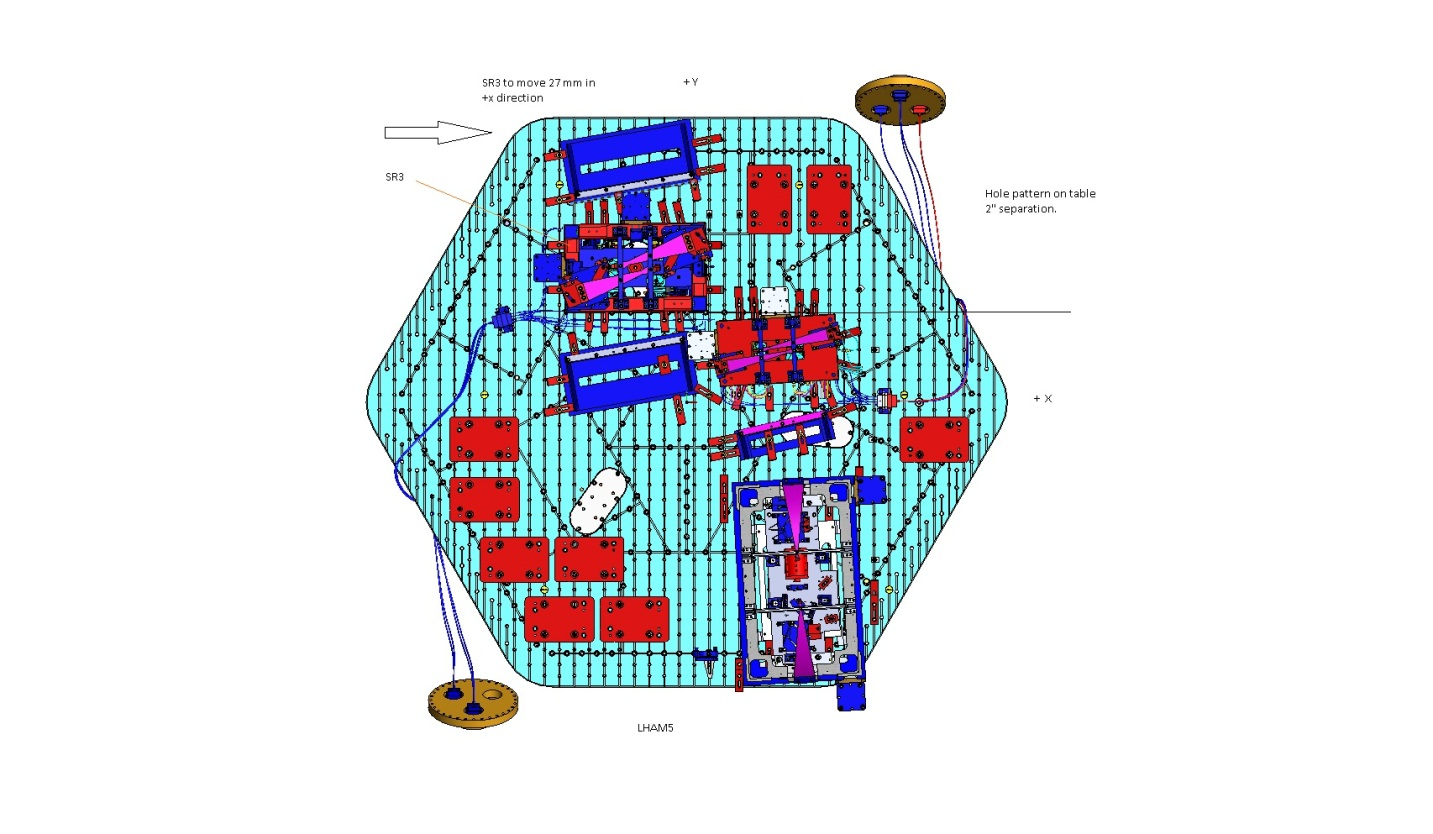 SR3 to move 27 mm in
+x direction
+ Y
SR3
Hole pattern on table
2" separation.
+ X
LHAM5